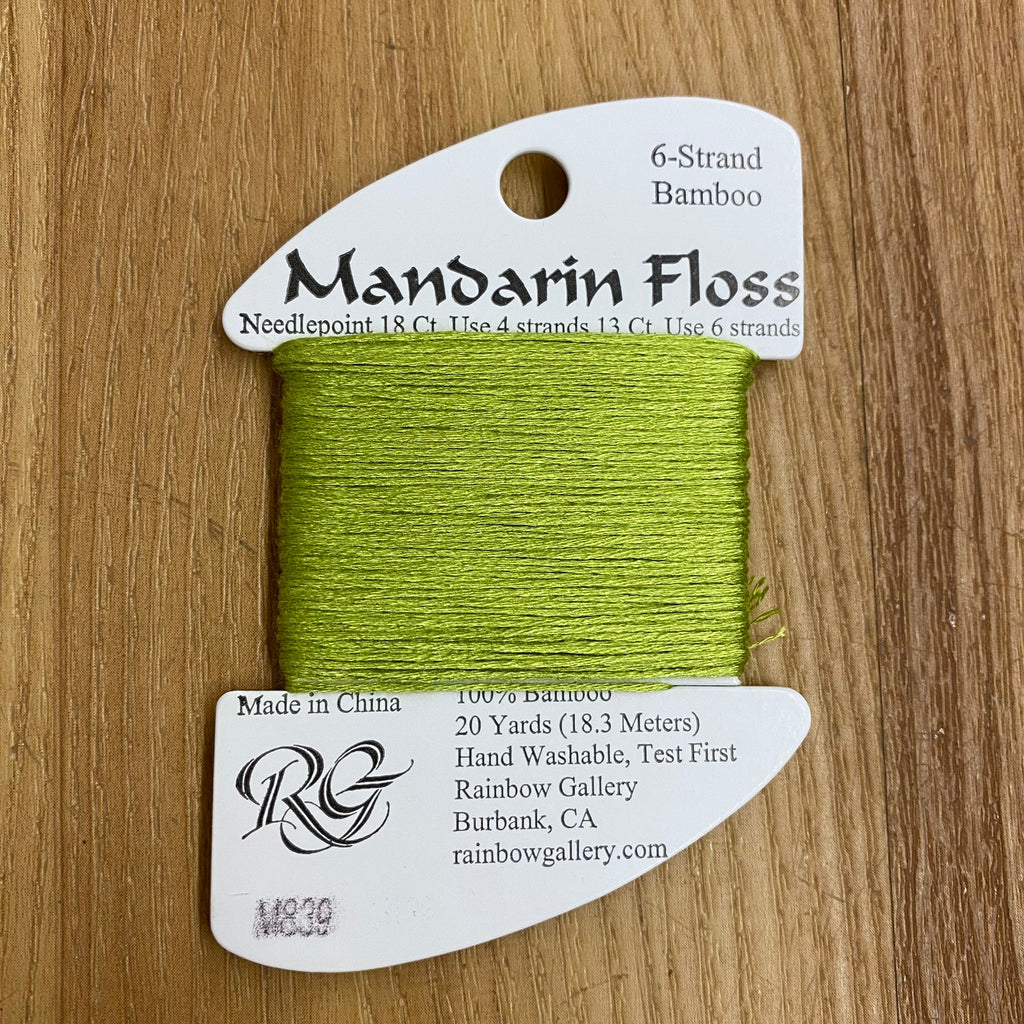 6-Strand
Bamboo
Mandarin Floss
Needlepoint 18 Ct. Use 4 strands 13 Ct. Use 6 strands
Made in China
100% Bamboo
20 Yards (18.3 Meters)
Hand Washable, Test First
Rainbow Gallery
Burbank, CA
rainbowgallery.com
RG
M839